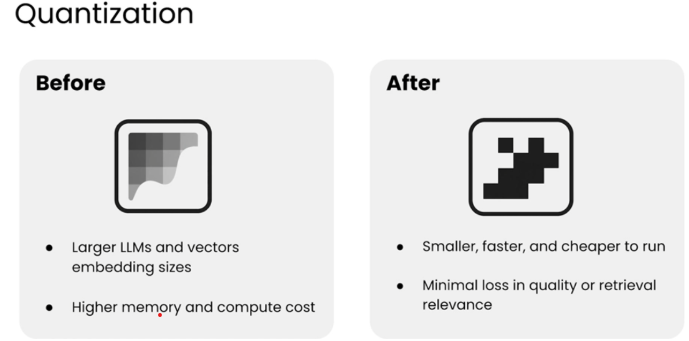 Quantization
Before
Larger LLMs and vectors
embedding sizes
Higher memory and compute cost
After
Smaller, faster, and cheaper to run
Minimal loss in quality or retrieval
relevance